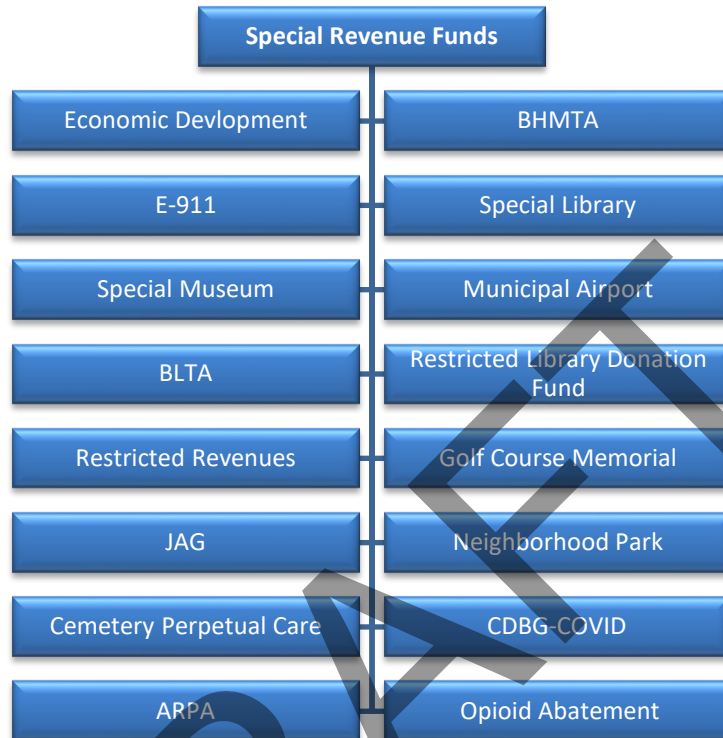 Special Revenue Funds
Economic Devlopment
BHMTA
E-911
Special Library
Special Museum
Municipal Airport
BLTA
Restricted Library Donation
Fund
Restricted Revenues
Golf Course Memorial
JAG
Neighborhood Park
Cemetery Perpetual Care
CDBG-COVID
ARPA
Opioid Abatement
DRAFT